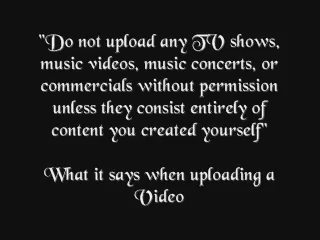 "Do not upload any TV shows,
music videos, music concerts, or
commercials without permission
unless they consist entirely of
content you created yourself"
What it says when uploading a
Video